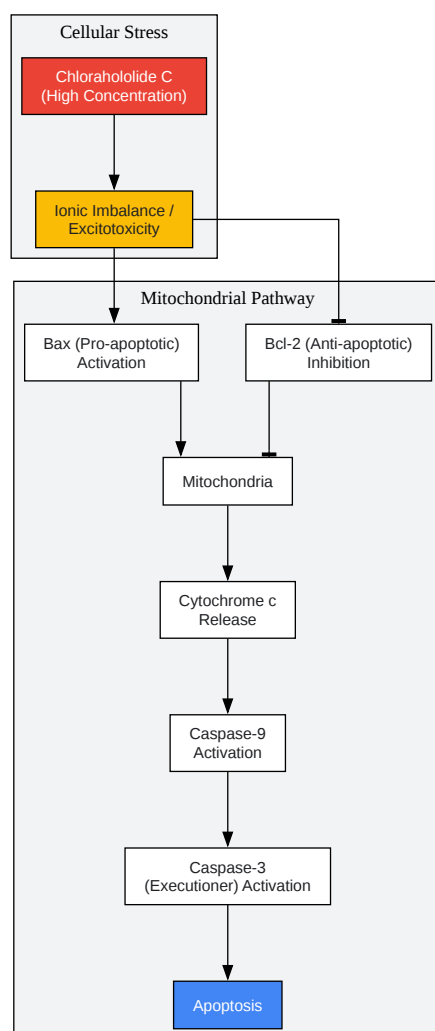 Cellular Stress
Chlorahololide C
(High Concentration)
Ionic Imbalance /
Excitotoxicity
Mitochondrial Pathway
Bax (Pro-apoptotic)
Activation
Bcl-2 (Anti-apoptotic)
Inhibition
Mitochondria
Cytochrome c
Release
Caspase-9
Activation
Caspase-3
(Executioner) Activation
Apoptosis